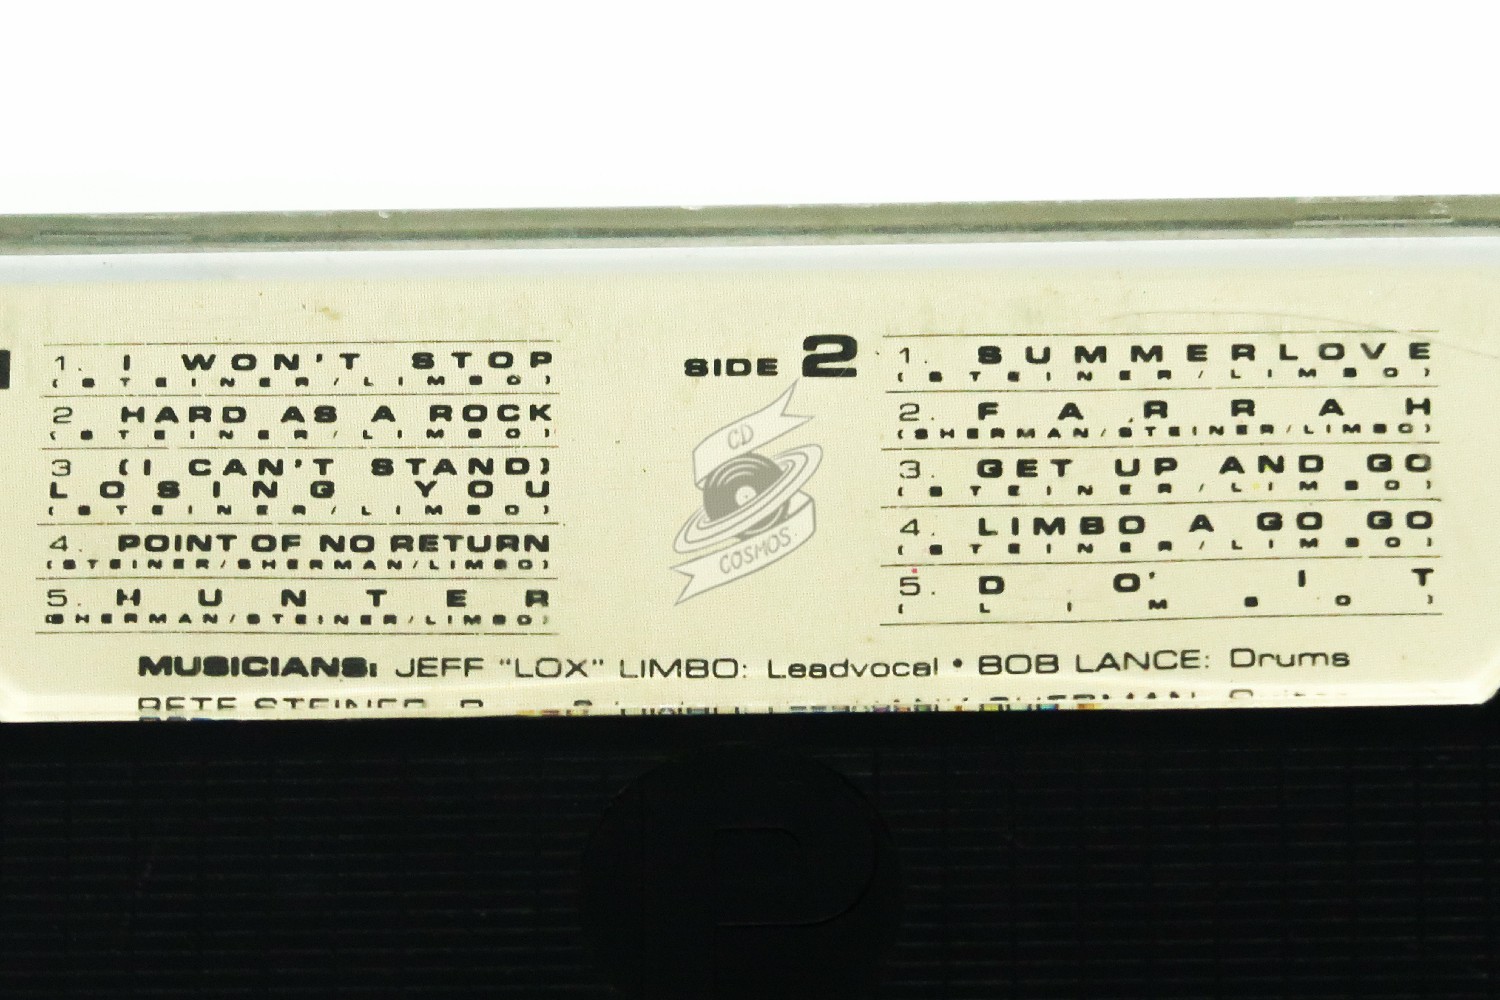 1. I WON'T STOP
(STEINER/LIMBO)
2 HARD AS A ROCK
(STEINER/LIMBO)
3 (I CAN'T STAND)
LOSING YOU
(STEINER/LIMBO)
4. POINT OF NO RETURN
(STEINER/SHERMAN/LIMBO)
5. HUNTER
(SHERMAN/STEINER/LIMBO)
SIDE 2
1. SUMMERLOVE
(STEINER/LIMBO)
2. FARRAH
(SHERMAN/STEINER/LIMBO)
3. GET UP AND GO
(STEINER/LIMBO)
4. LIMBO A GO GO
(STEINER/LIMBO)
5. D O' I T
(LIMBO)
CD
COSMOS.
MUSICIANS: JEFF "LOX" LIMBO: Leadvocal • BOB LANCE: Drums
PETE STEINER SHERMAN